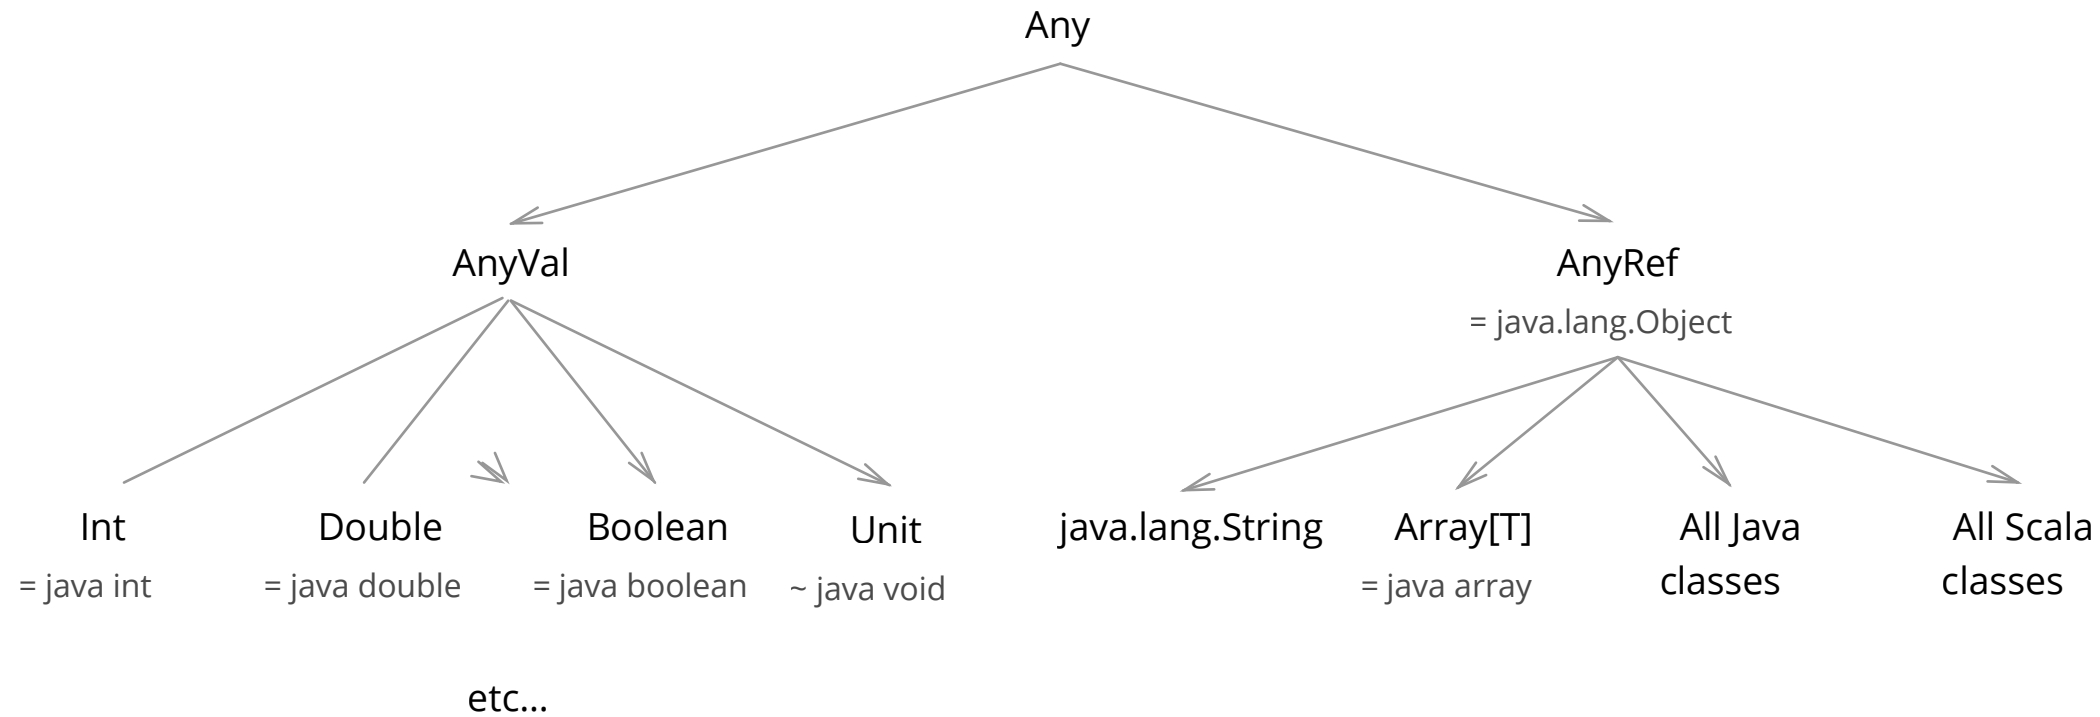 Any
AnyVal
AnyRef
= java.lang.Object
Int
Double
Boolean
Unit
java.lang.String
Array[T]
All Java
classes
All Scala
classes
= java int
= java double
= java boolean
~ java void
= java array
etc...